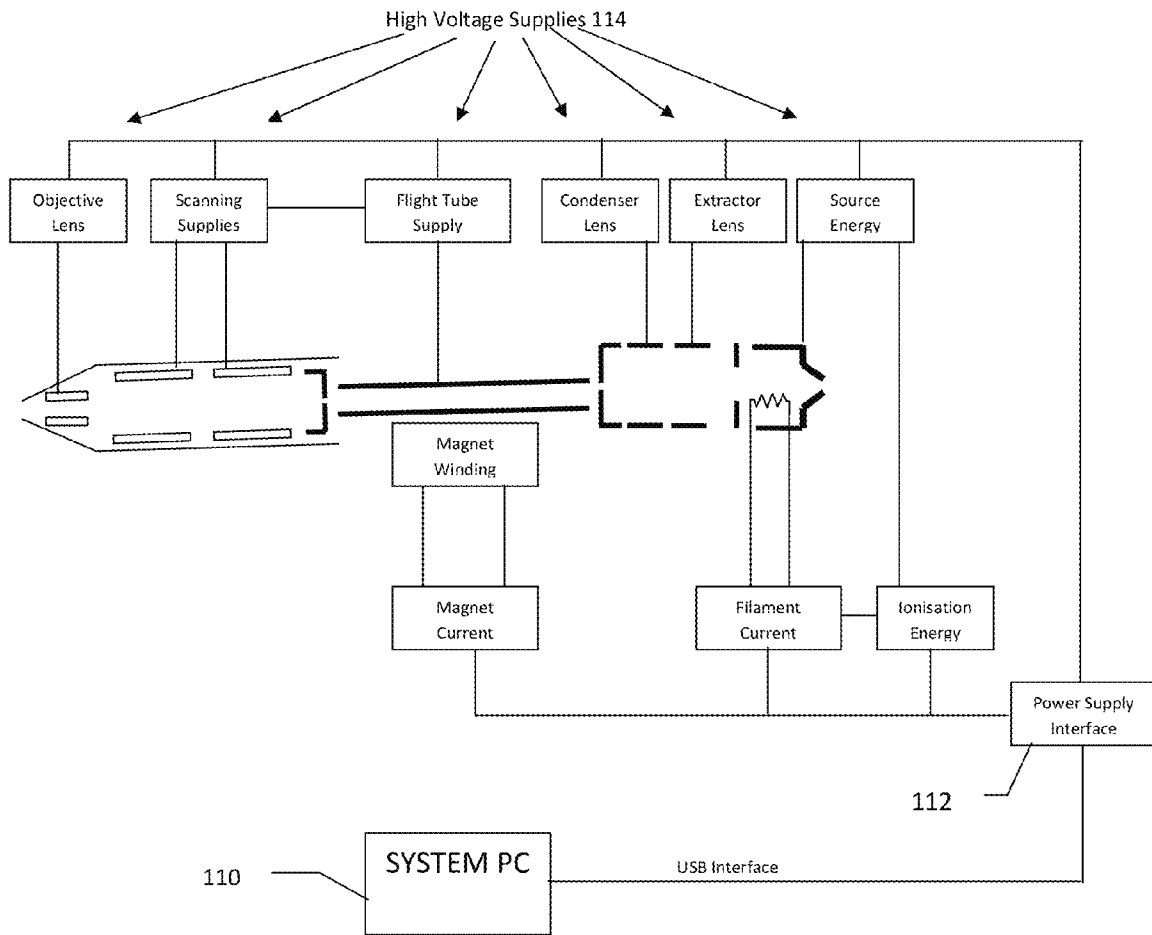 High Voltage Supplies 114
Objective
Lens
Scanning
Supplies
Flight Tube
Supply
Condenser
Lens
Extractor
Lens
Source
Energy
Magnet
Winding
Magnet
Current
Filament
Current
Ionisation
Energy
Power Supply
Interface
112
SYSTEM PC
110
USB Interface